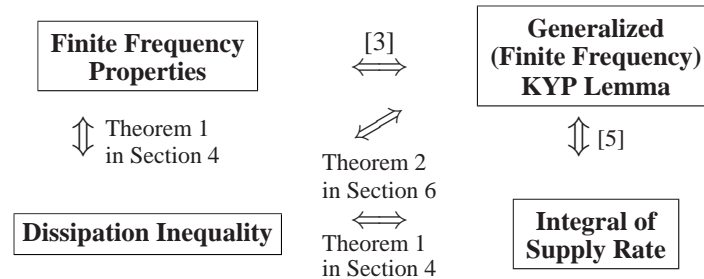 Finite Frequency
Properties
[3]
Generalized
(Finite Frequency)
KYP Lemma
Theorem 1
in Section 4
Theorem 2
in Section 6
[5]
Dissipation Inequality
Theorem 1
in Section 4
Integral of
Supply Rate